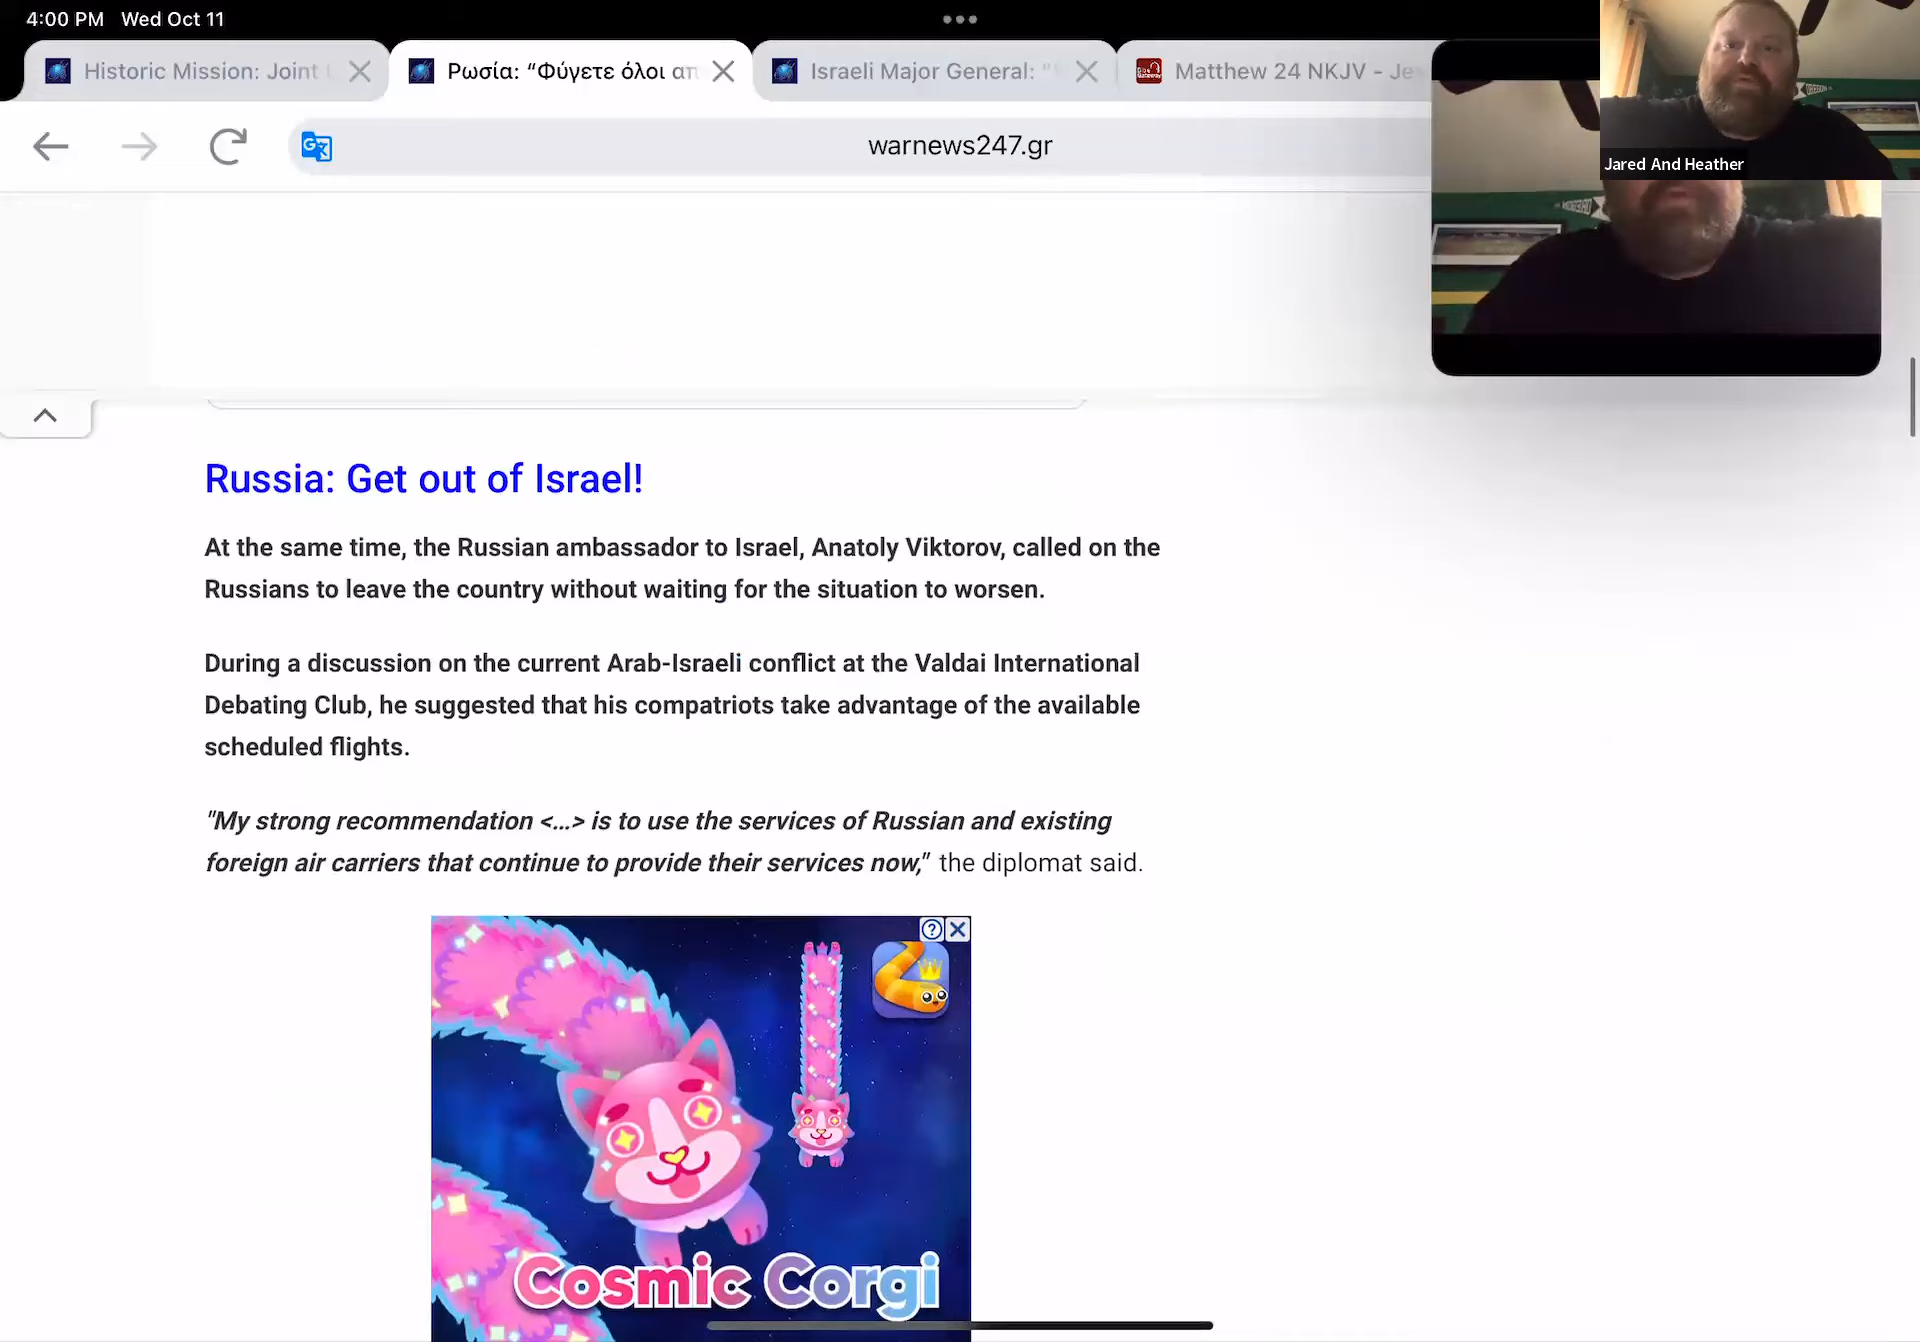 4:00 PM Wed Oct 11
Historic Mission: Joint
Ρωσία: “Φύγετε όλοι απ
Israeli Major General: “
Matthew 24 NKJV - Je
warnews247.gr
Jared And Heather
Russia: Get out of Israel!
At the same time, the Russian ambassador to Israel, Anatoly Viktorov, called on the
Russians to leave the country without waiting for the situation to worsen.
During a discussion on the current Arab-Israeli conflict at the Valdai International
Debating Club, he suggested that his compatriots take advantage of the available
scheduled flights.
"My strong recommendation <...> is to use the services of Russian and existing
foreign air carriers that continue to provide their services now," the diplomat said.
Cosmic Corgi